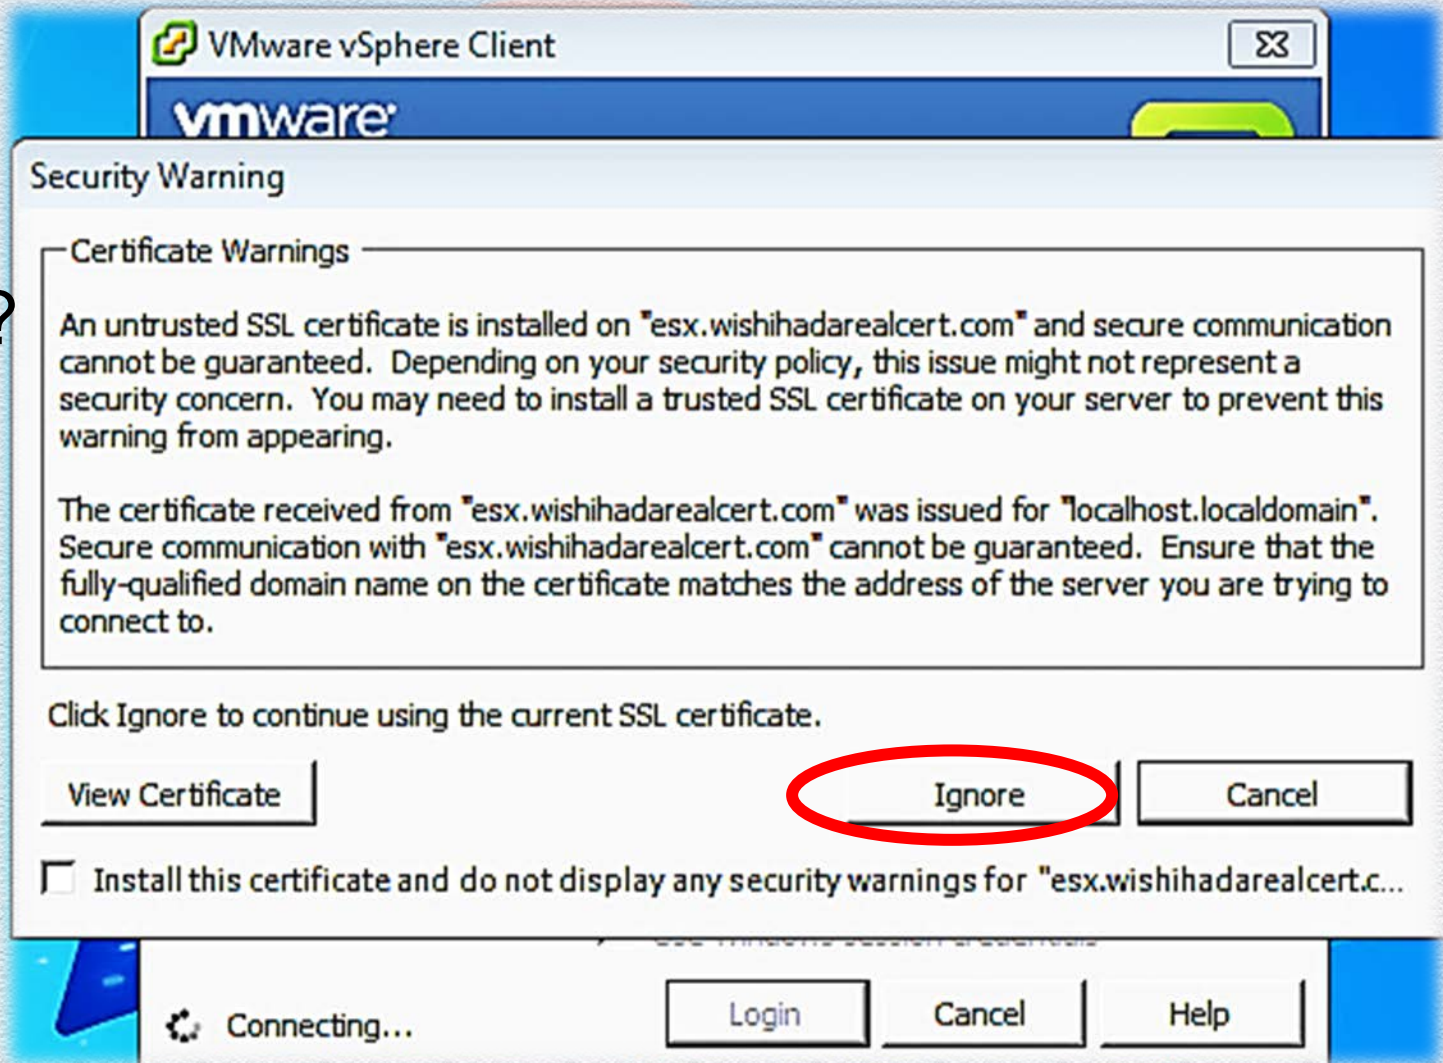 VMware vSphere Client
vmware
Security Warning
Certificate Warnings
?
An untrusted SSL certificate is installed on "esx.wishihadarealcert.com" and secure communication
cannot be guaranteed.  Depending on your security policy, this issue might not represent a
security concern.  You may need to install a trusted SSL certificate on your server to prevent this
warning from appearing.
The certificate received from "esx.wishihadarealcert.com" was issued for "localhost.localdomain".
Secure communication with "esx.wishihadarealcert.com" cannot be guaranteed.  Ensure that the
fully-qualified domain name on the certificate matches the address of the server you are trying to
connect to.
Click Ignore to continue using the current SSL certificate.
View Certificate Ignore Cancel
Install this certificate and do not display any security warnings for "esx.wishihadarealcert.c...
Connecting... Login Cancel Help